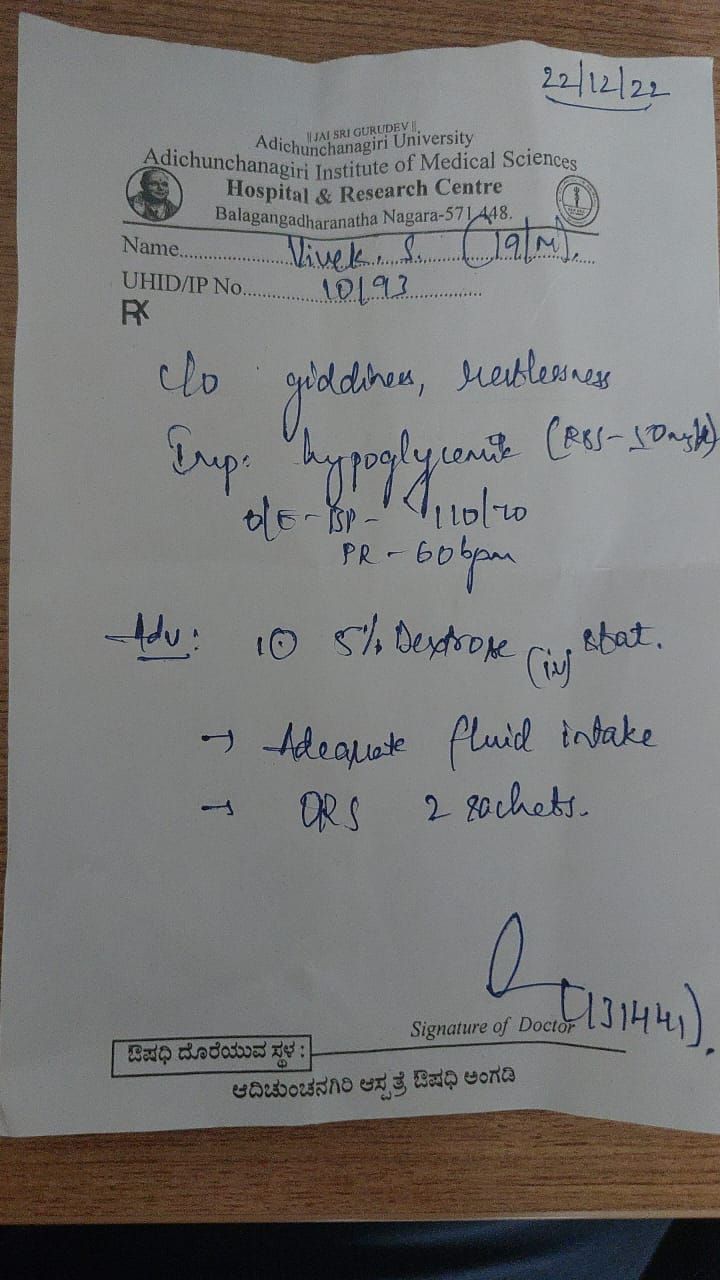 22/12/22
|| JAI SRI GURUDEV ||
Adichunchanagiri University
Adichunchanagiri Institute of Medical Sciences
Hospital & Research Centre
Balagangadharanatha Nagara-571 448.
Name Vivek. S. (19/M).
UHID/IP No. 10193
Rx
c/o giddiness, restlessness
Imp: hypoglycemia (RBS-50mg/dl)
O/E - BP - 110/70
PR - 60bpm
Adv: 5% Dextrose (iv) stat.
→ Adequate fluid intake
→ ORS 2 sachets.
(131441).
Signature of Doctor
ಔಷಧಿ ದೊರೆಯುವ ಸ್ಥಳ :
ಆದಿಚುಂಚನಗಿರಿ ಆಸ್ಪತ್ರೆ ಔಷಧಿ ಅಂಗಡಿ